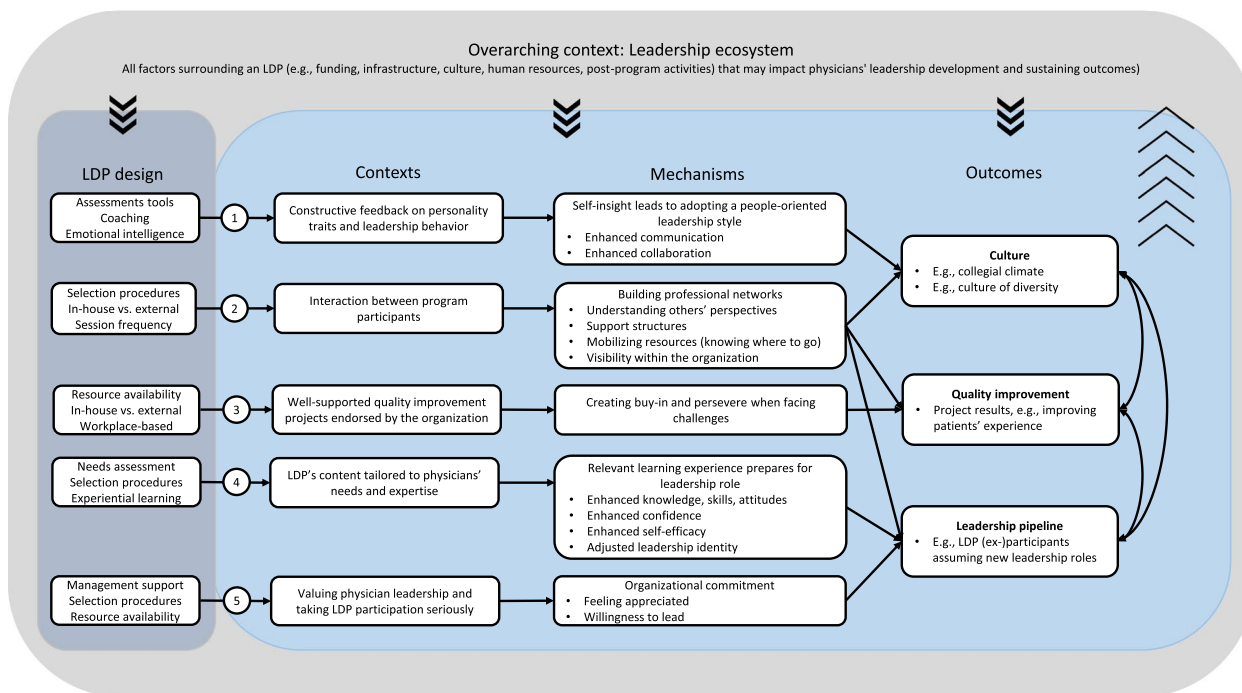 Overarching context: Leadership ecosystem
All factors surrounding an LDP (e.g., funding, infrastructure, culture, human resources, post-program activities) that may impact physicians' leadership development and sustaining outcomes)
LDP design
Contexts
Mechanisms
Outcomes
Assessments tools
Coaching
Emotional intelligence
1
Constructive feedback on personality
traits and leadership behavior
Self-insight leads to adopting a people-oriented
leadership style
• Enhanced communication
• Enhanced collaboration
Selection procedures
In-house vs. external
Session frequency
2
Interaction between program
participants
Building professional networks
• Understanding others’ perspectives
• Support structures
• Mobilizing resources (knowing where to go)
• Visibility within the organization
Resource availability
In-house vs. external
Workplace-based
3
Well-supported quality improvement
projects endorsed by the organization
Creating buy-in and persevere when facing
challenges
Needs assessment
Selection procedures
Experiential learning
4
LDP’s content tailored to physicians’
needs and expertise
Relevant learning experience prepares for
leadership role
• Enhanced knowledge, skills, attitudes
• Enhanced confidence
• Enhanced self-efficacy
• Adjusted leadership identity
Management support
Selection procedures
Resource availability
5
Valuing physician leadership and
taking LDP participation seriously
Organizational commitment
• Feeling appreciated
• Willingness to lead
Culture
• E.g., collegial climate
• E.g., culture of diversity
Quality improvement
• Project results, e.g., improving
patients’ experience
Leadership pipeline
• E.g., LDP (ex-)participants
assuming new leadership roles